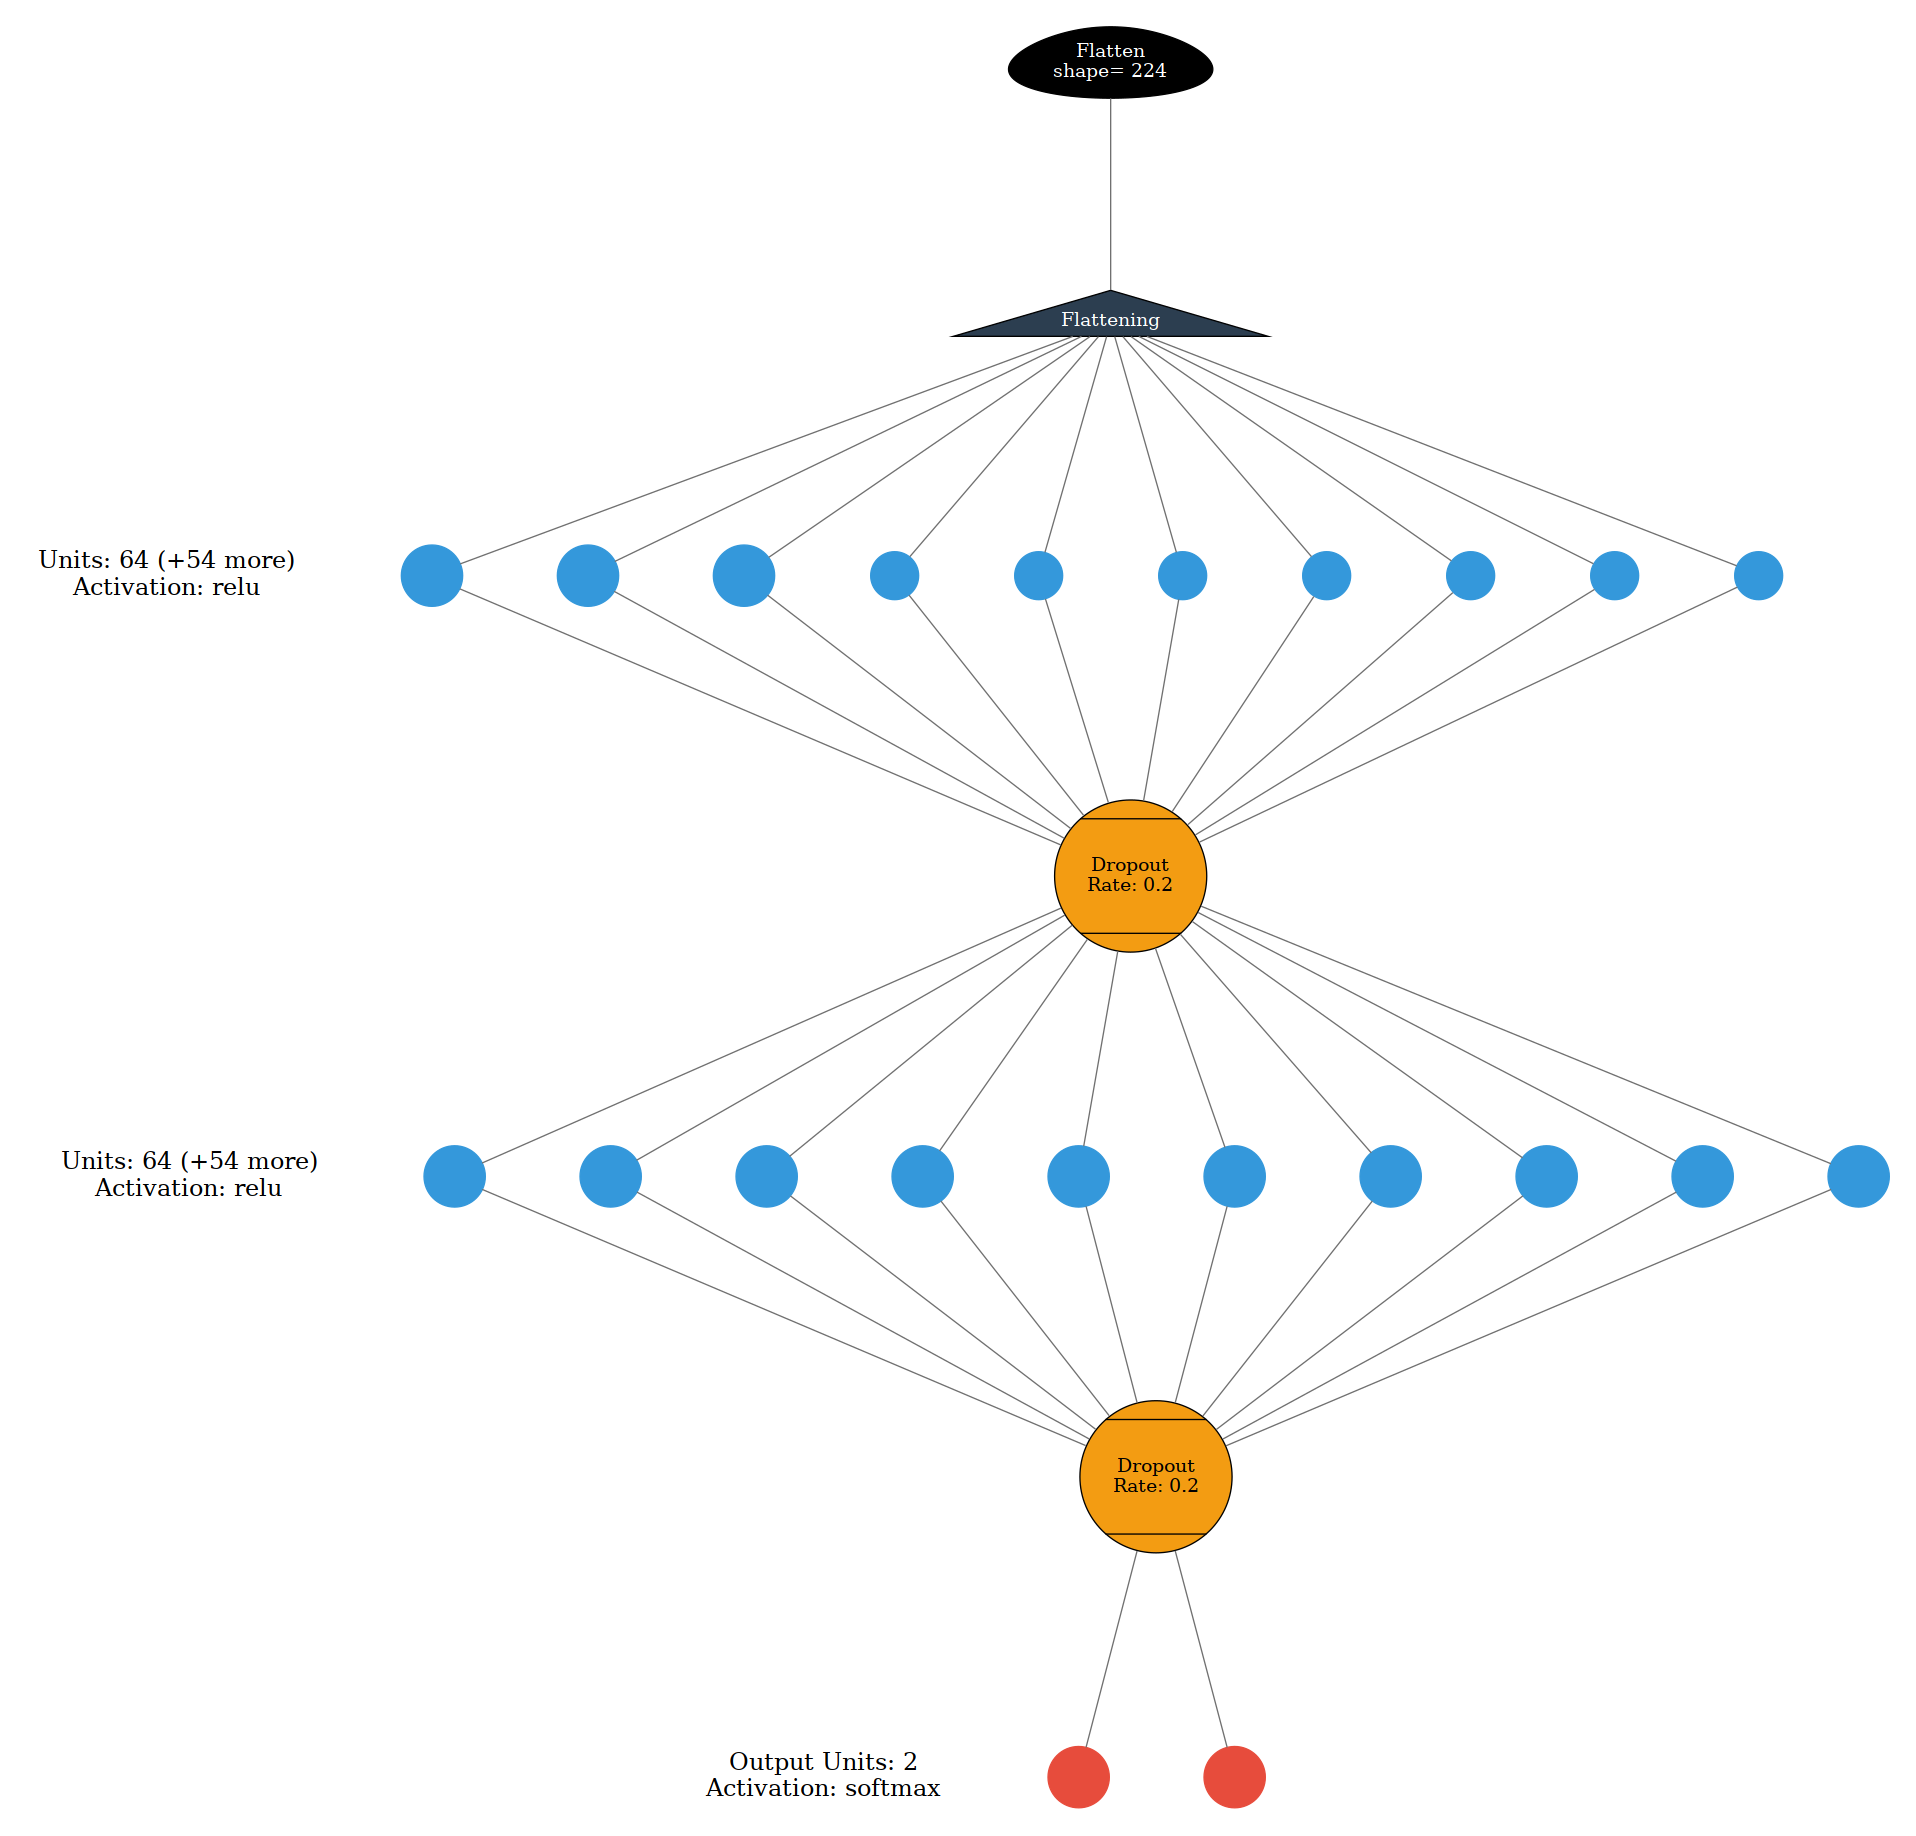 Flatten
shape= 224
Flattening
Units: 64 (+54 more)
Activation: relu
Dropout
Rate: 0.2
Units: 64 (+54 more)
Activation: relu
Dropout
Rate: 0.2
Output Units: 2
Activation: softmax